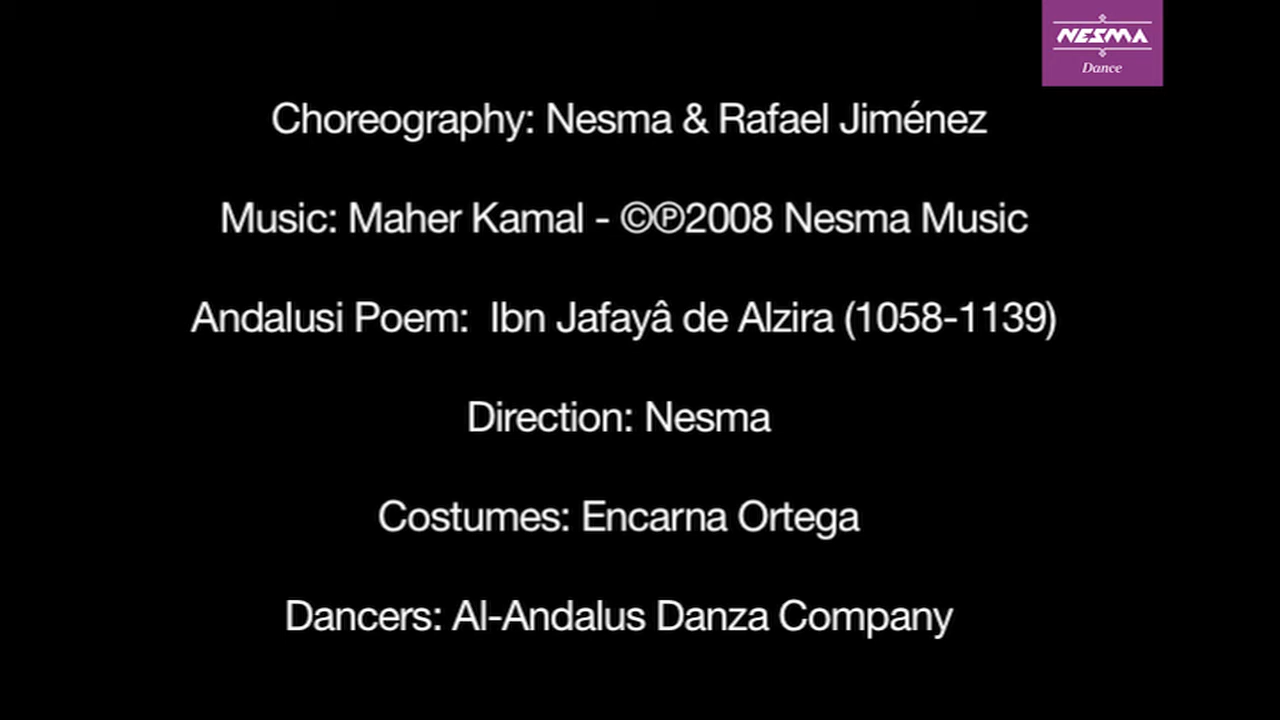 NESMA
Dance
Choreography: Nesma & Rafael Jiménez
Music: Maher Kamal - ©℗2008 Nesma Music
Andalusi Poem:  Ibn Jafayâ de Alzira (1058-1139)
Direction: Nesma
Costumes: Encarna Ortega
Dancers: Al-Andalus Danza Company